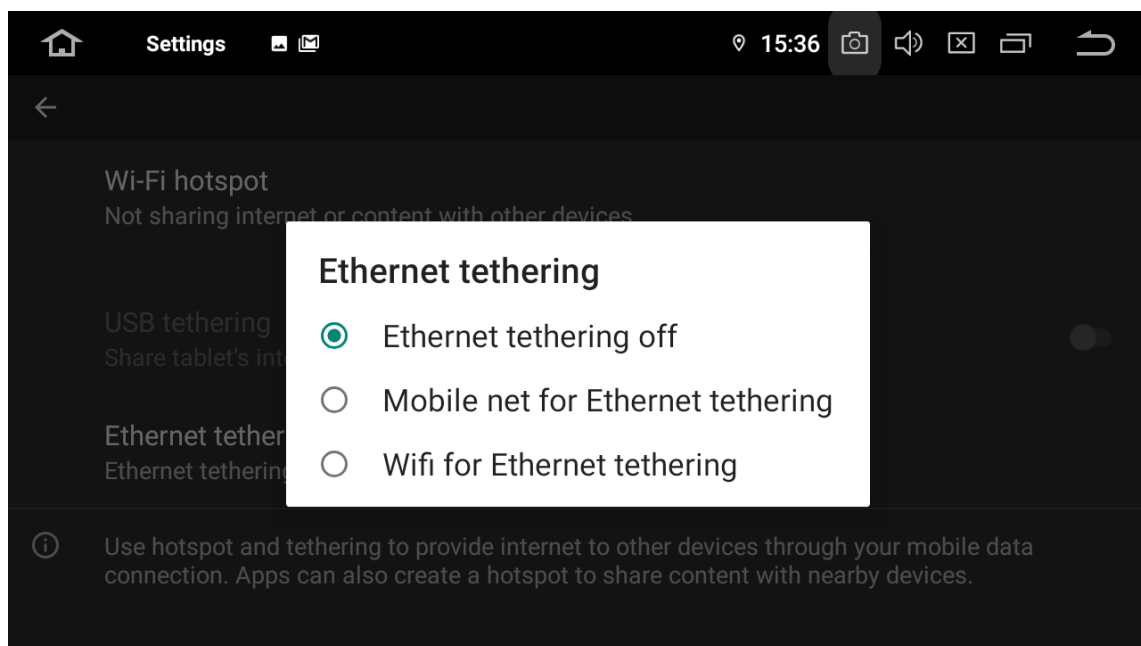 Settings
15:36
Wi-Fi hotspot
Not sharing internet or content with other devices
Ethernet tethering
Ethernet tethering off
Mobile net for Ethernet tethering
Wifi for Ethernet tethering
USB tethering
Share tablet's
Ethernet
Ethernet
Use hotspot and tethering to provide internet to other devices through your mobile data
connection. Apps can also create a hotspot to share content with nearby devices.